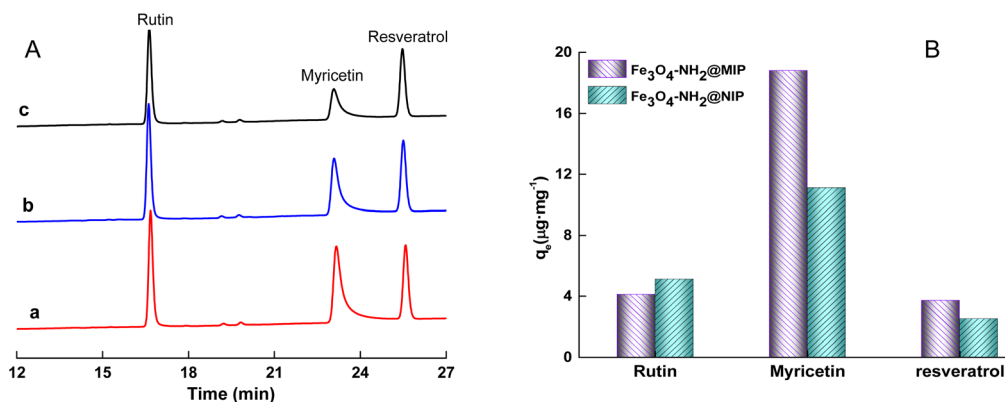 A
Rutin
Myricetin
Resveratrol
c
b
a
12 15 18 21 24 27
Time (min)
B
Fe₃O₄-NH₂@MIP
Fe₃O₄-NH₂@NIP
20
16
12
8
4
0
qₑ(μg·mg⁻¹)
Rutin Myricetin resveratrol